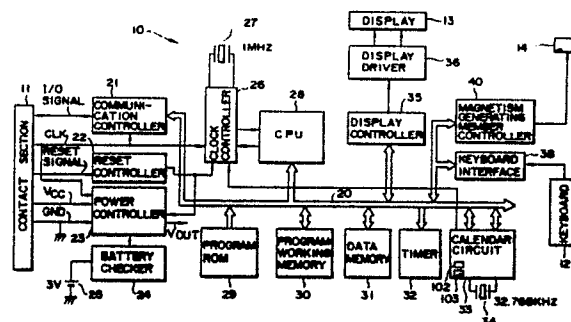 27
DISPLAY
13
10
1MHz
14
DISPLAY DRIVER
36
11
I/O SIGNAL
21
26
28
40
COMMUNICATION CONTROLLER
CLOCK CONTROLLER
CPU
DISPLAY CONTROLLER
35
MAGNETISM GENERATING MEMBER CONTROLLER
CONTACT SECTION
CLK
22
RESET SIGNAL
RESET CONTROLLER
KEYBOARD INTERFACE
38
VCC
GND
POWER CONTROLLER
23
VOUT
20
KEYBOARD
12
BATTERY CHECKER
24
3V
25
PROGRAM ROM
29
PROGRAM WORKING MEMORY
30
DATA MEMORY
31
TIMER
32
CALENDAR CIRCUIT
102
103
33
32.768KHZ
34